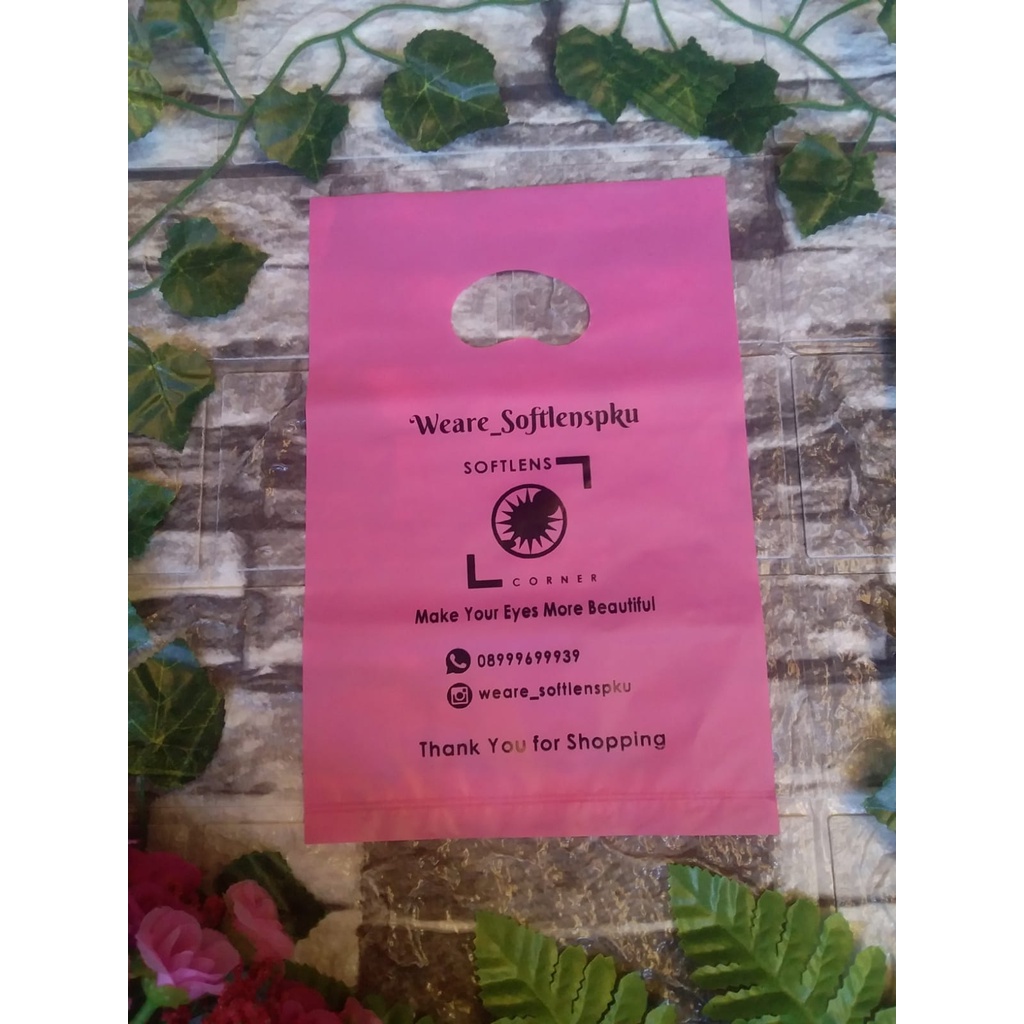 Weare_Softlenspku
SOFTLENS
CORNER
Make Your Eyes More Beautiful
08999699939
weare_softlenspku
Thank You for Shopping